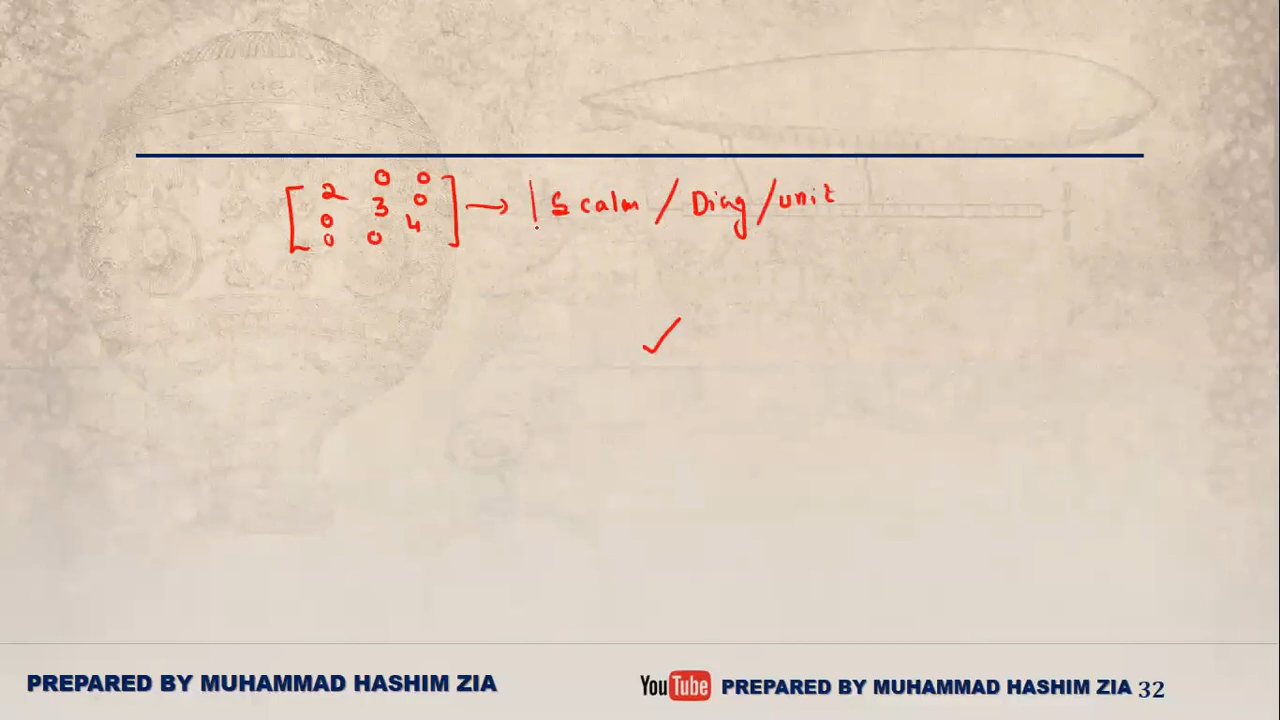 2 0 0
0 3 0 → | Scalar / Diag / unit
0 0 4
✓
PREPARED BY MUHAMMAD HASHIM ZIA
YouTube PREPARED BY MUHAMMAD HASHIM ZIA 32